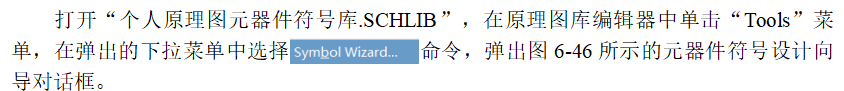 打开“个人原理图元器件符号库.SCHLIB”，在原理图库编辑器中单击“Tools”菜
单，在弹出的下拉菜单中选择 Symbol Wizard... 命令，弹出图 6-46 所示的元器件符号设计向
导对话框。